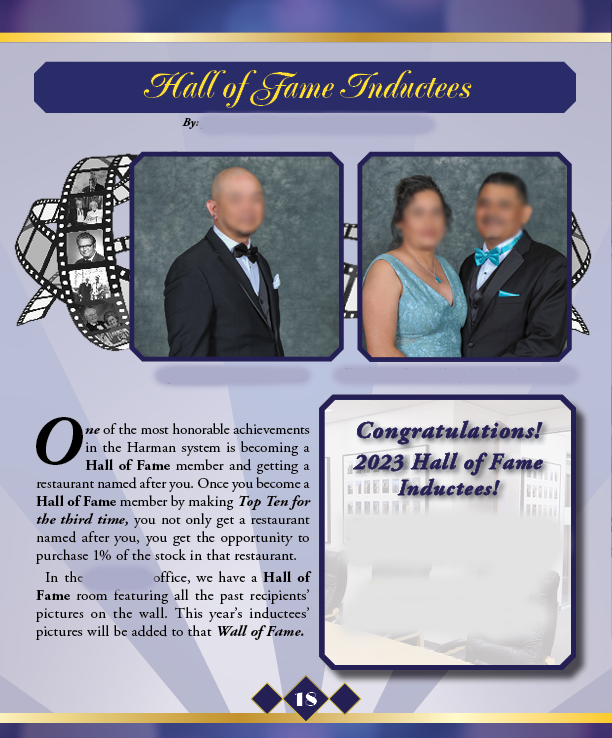 Hall of Fame Inductees
By:
One of the most honorable achievements
in the Harman system is becoming a
Hall of Fame member and getting a
restaurant named after you. Once you become a
Hall of Fame member by making Top Ten for
the third time, you not only get a restaurant
named after you, you get the opportunity to
purchase 1% of the stock in that restaurant.
In the office, we have a Hall of
Fame room featuring all the past recipients'
pictures on the wall. This year's inductees'
pictures will be added to that Wall of Fame.
Congratulations!
2023 Hall of Fame
Inductees!
18